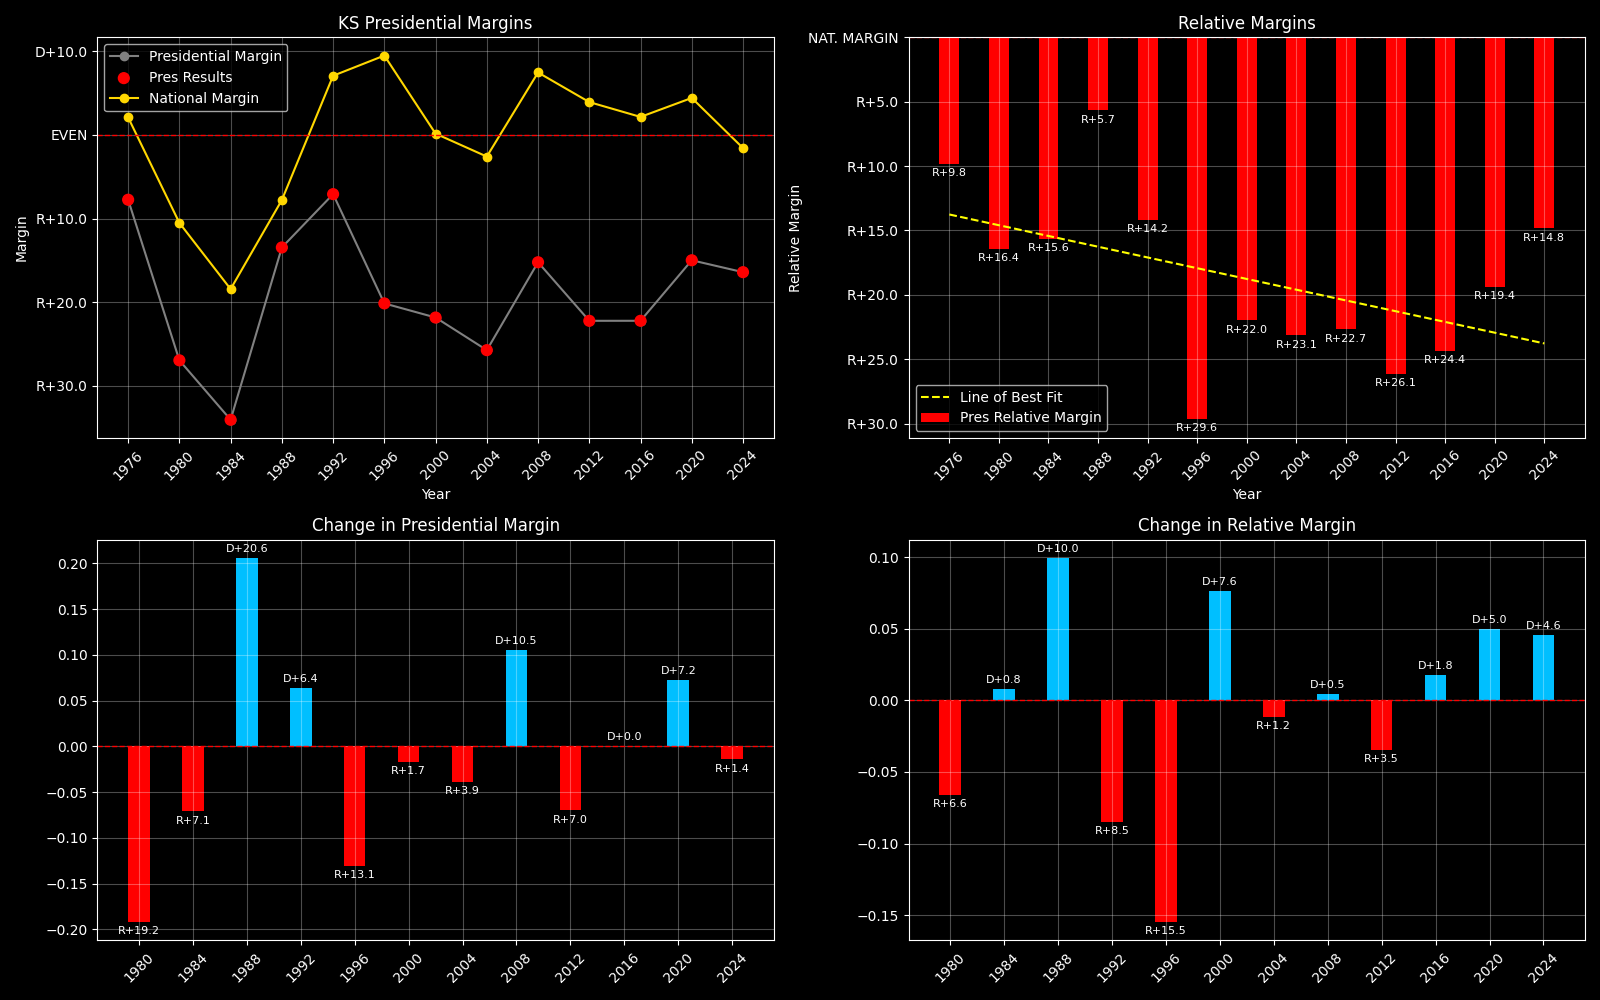 KS Presidential Margins
Presidential Margin
Pres Results
National Margin
D+10.0
EVEN
R+10.0
R+20.0
R+30.0
Margin
1976
1980
1984
1988
1992
1996
2000
2004
2008
2012
2016
2020
2024
Year
Relative Margins
NAT. MARGIN
R+5.0
R+10.0
R+15.0
R+20.0
R+25.0
R+30.0
Relative Margin
R+9.8
R+16.4
R+15.6
R+5.7
R+14.2
R+29.6
R+22.0
R+23.1
R+22.7
R+26.1
R+24.4
R+19.4
R+14.8
Line of Best Fit
Pres Relative Margin
1976
1980
1984
1988
1992
1996
2000
2004
2008
2012
2016
2020
2024
Year
Change in Presidential Margin
0.20
0.15
0.10
0.05
0.00
−0.05
−0.10
−0.15
−0.20
R+19.2
R+7.1
D+20.6
D+6.4
R+13.1
R+1.7
R+3.9
D+10.5
R+7.0
D+0.0
D+7.2
R+1.4
1980
1984
1988
1992
1996
2000
2004
2008
2012
2016
2020
2024
Change in Relative Margin
0.10
0.05
0.00
−0.05
−0.10
−0.15
R+6.6
D+0.8
D+10.0
R+8.5
R+15.5
D+7.6
R+1.2
D+0.5
R+3.5
D+1.8
D+5.0
D+4.6
1980
1984
1988
1992
1996
2000
2004
2008
2012
2016
2020
2024